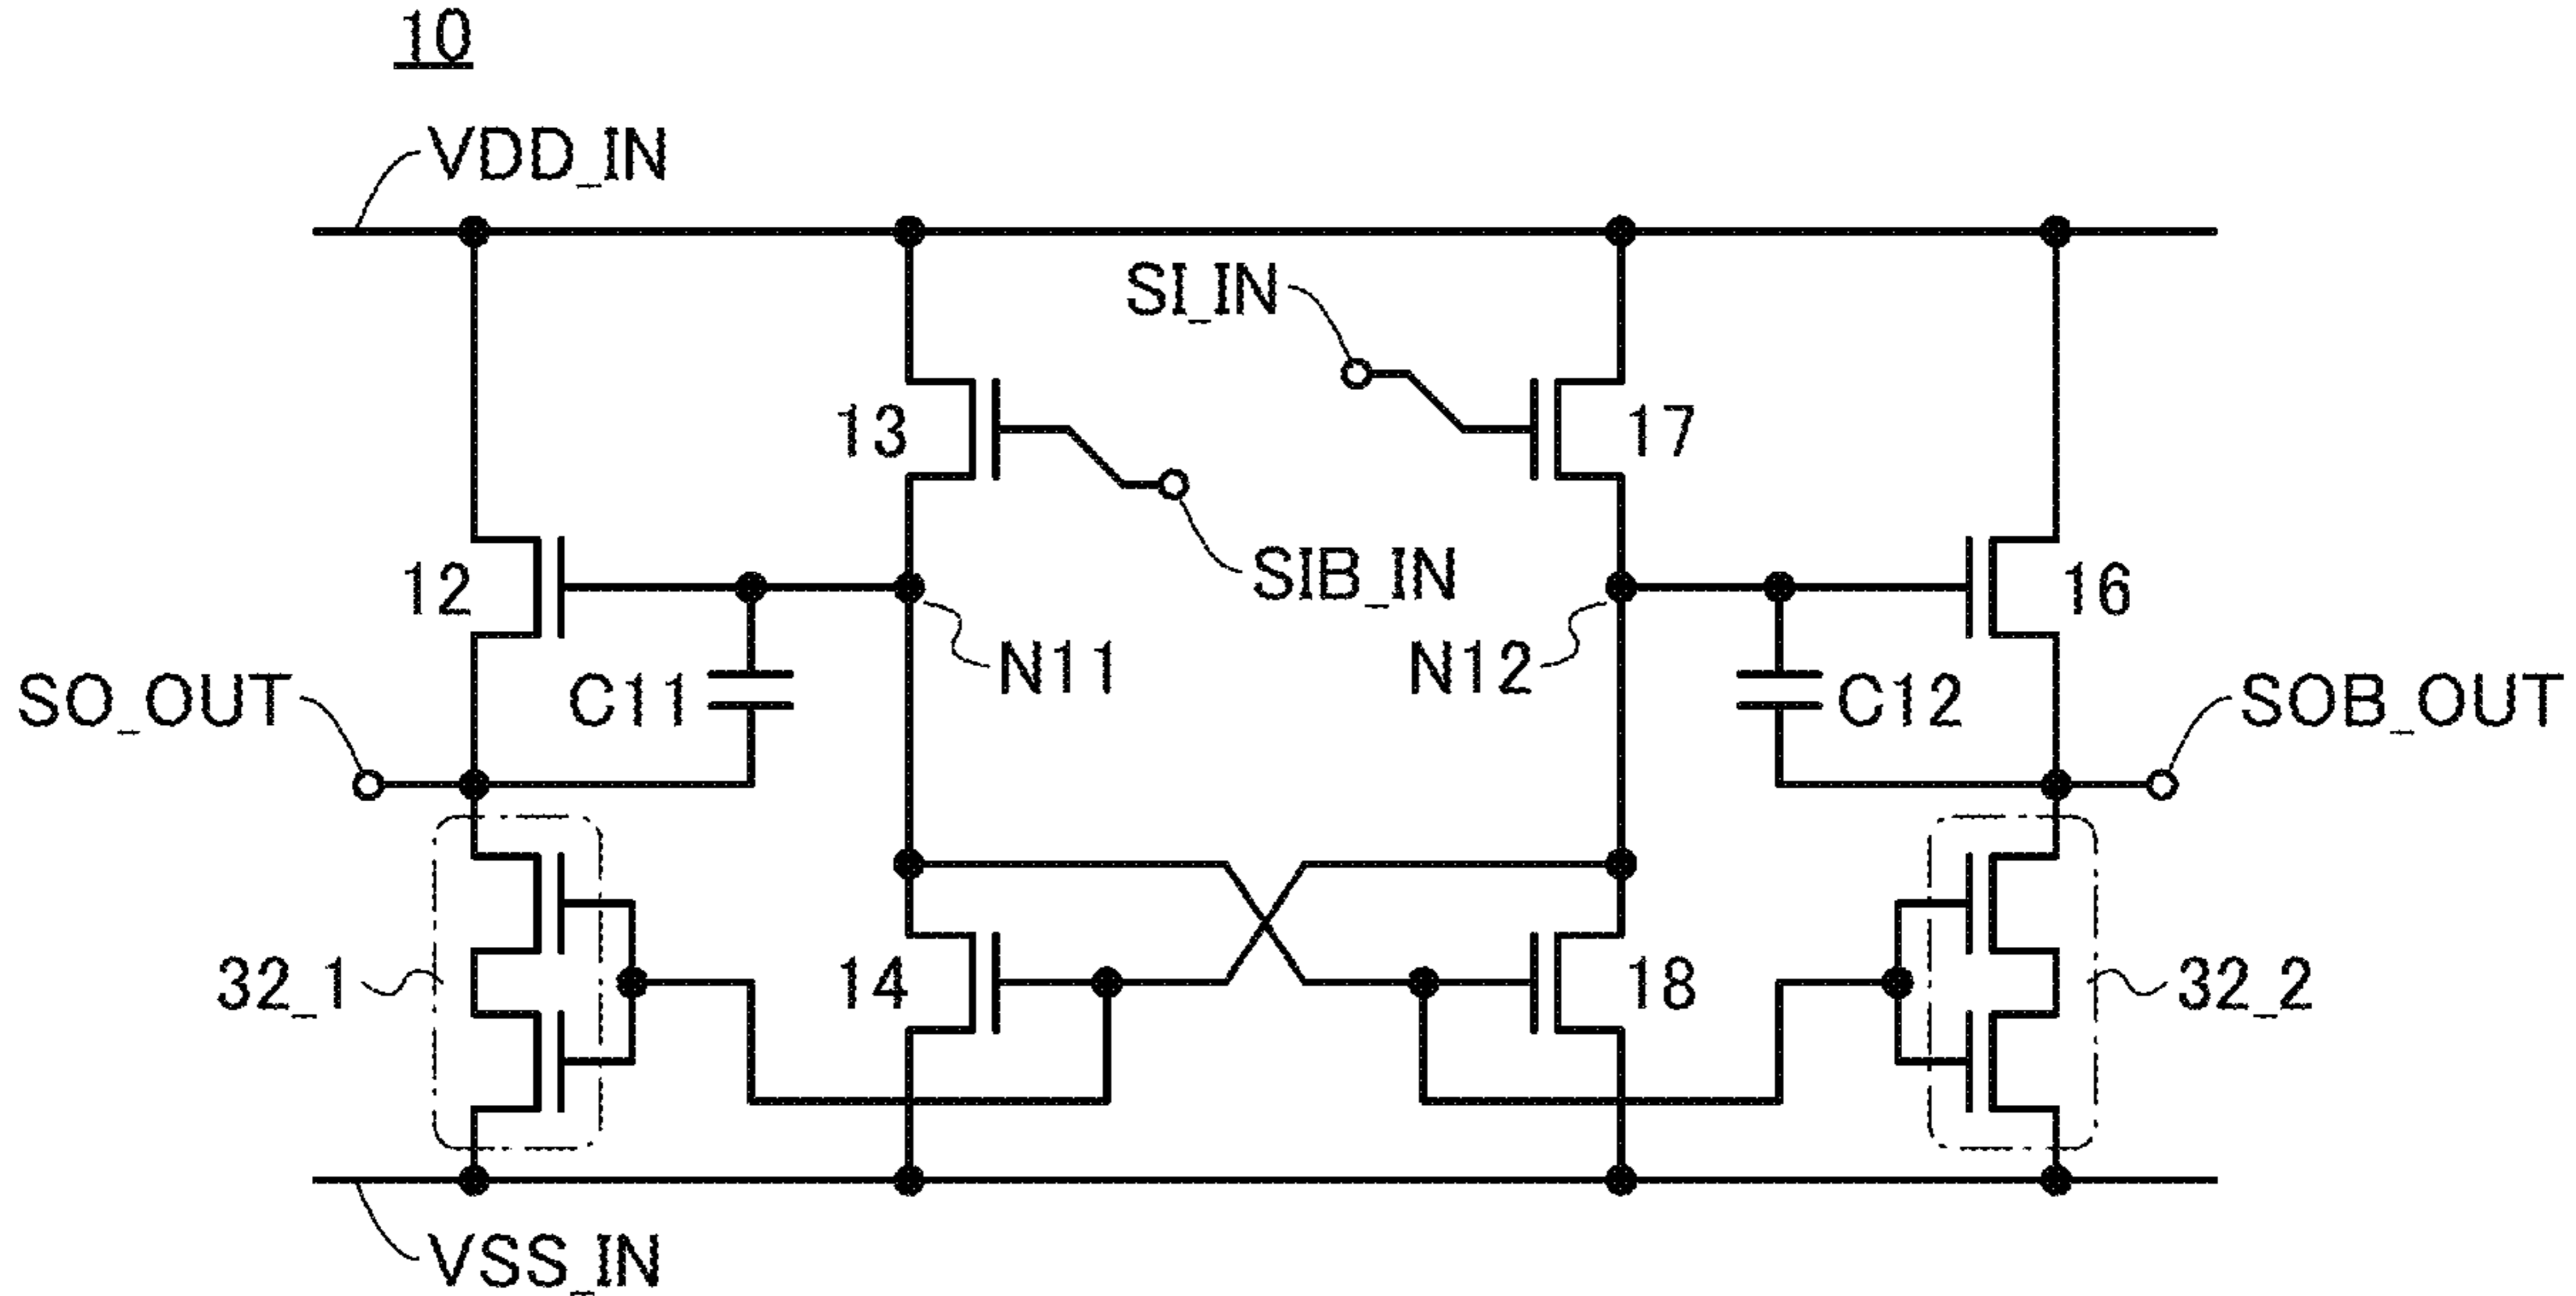 10
VDD_IN
SI_IN
13
17
SIB_IN
12
16
N11
N12
SO_OUT
C11
C12
SOB_OUT
32_1
14
18
32_2
VSS_IN